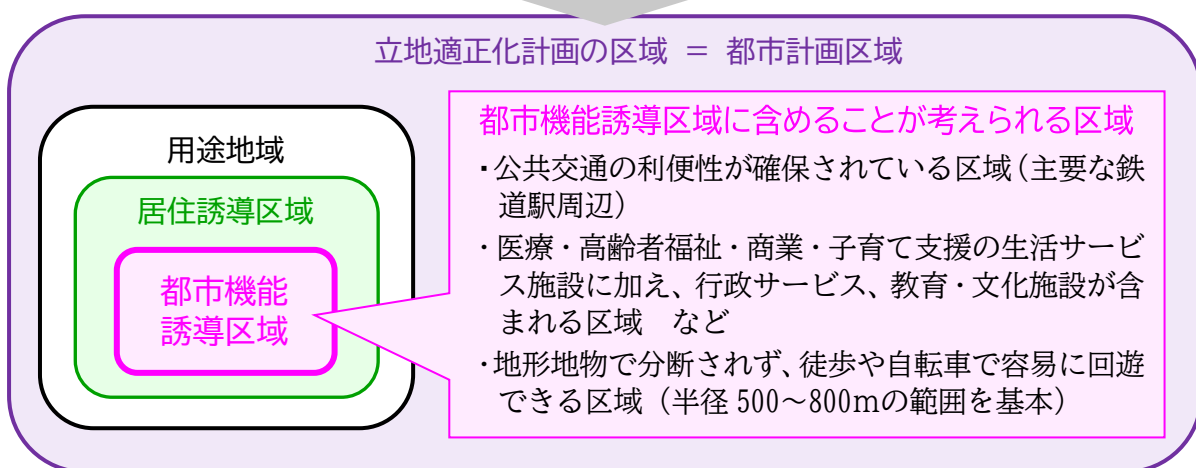 立地適正化計画の区域 = 都市計画区域
用途地域
居住誘導区域
都市機能
誘導区域
都市機能誘導区域に含めることが考えられる区域
・公共交通の利便性が確保されている区域(主要な鉄
道駅周辺)
・医療・高齢者福祉・商業・子育て支援の生活サービ
ス施設に加え、行政サービス、教育・文化施設が含
まれる区域　など
・地形地物で分断されず、徒歩や自転車で容易に回遊
できる区域(半径 500~800mの範囲を基本)